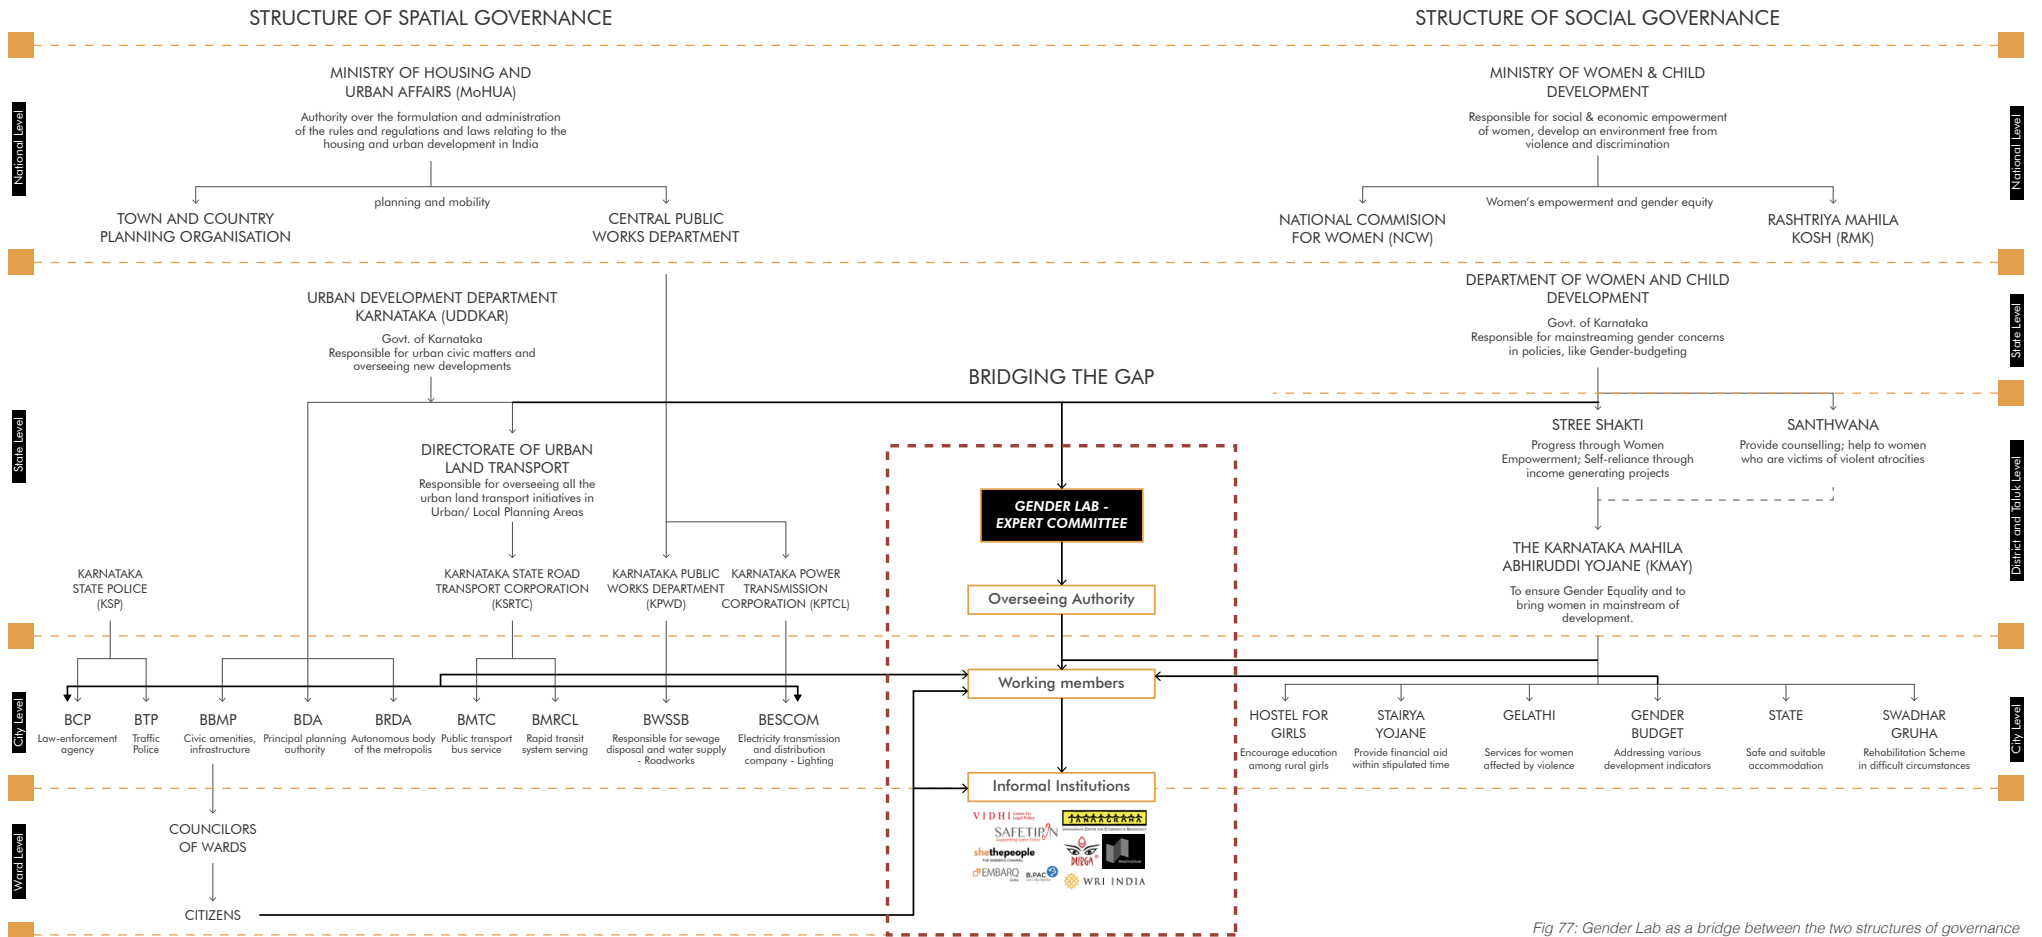 STRUCTURE OF SPATIAL GOVERNANCE
STRUCTURE OF SOCIAL GOVERNANCE
National Level
MINISTRY OF HOUSING AND
URBAN AFFAIRS (MoHUA)
Authority over the formulation and administration
of the rules and regulations and laws relating to the
housing and urban development in India
planning and mobility
TOWN AND COUNTRY
PLANNING ORGANISATION
CENTRAL PUBLIC
WORKS DEPARTMENT
MINISTRY OF WOMEN & CHILD
DEVELOPMENT
Responsible for social & economic empowerment
of women, develop an environment free from
violence and discrimination
Women's empowerment and gender equity
NATIONAL COMMISION
FOR WOMEN (NCW)
RASHTRIYA MAHILA
KOSH (RMK)
National Level
State Level
URBAN DEVELOPMENT DEPARTMENT
KARNATAKA (UDDKAR)
Govt. of Karnataka
Responsible for urban civic matters and
overseeing new developments
DIRECTORATE OF URBAN
LAND TRANSPORT
Responsible for overseeing all the
urban land transport initiatives in
Urban/ Local Planning Areas
KARNATAKA
STATE POLICE
(KSP)
KARNATAKA STATE ROAD
TRANSPORT CORPORATION
(KSRTC)
KARNATAKA PUBLIC
WORKS DEPARTMENT
(KPWD)
KARNATAKA POWER
TRANSMISSION
CORPORATION (KPTCL)
BRIDGING THE GAP
GENDER LAB -
EXPERT COMMITTEE
Overseeing Authority
Working members
Informal Institutions
VIDHI Centre for
Legal Policy
SAFETIPIN
Supporting Safer Cities
shethepeople
THE WOMEN'S CHANNEL
EMBARQ
India
B.PAC
JANAAGRAHA
JANAAGRAHA CENTRE FOR CITIZENSHIP & DEMOCRACY
DURGA
WRI INDIA
DEPARTMENT OF WOMEN AND CHILD
DEVELOPMENT
Govt. of Karnataka
Responsible for mainstreaming gender concerns
in policies, like Gender-budgeting
State Level
STREE SHAKTI
Progress through Women
Empowerment; Self-reliance through
income generating projects
SANTHWANA
Provide counselling; help to women
who are victims of violent atrocities
THE KARNATAKA MAHILA
ABHIRUDDI YOJANE (KMAY)
To ensure Gender Equality and to
bring women in mainstream of
development.
District and Taluk Level
City Level
BCP
Law-enforcement
agency
BTP
Traffic
Police
BBMP
Civic amenities,
infrastructure
BDA
Principal planning
authority
BRDA
Autonomous body
of the metropolis
BMTC
Public transport
bus service
BMRCL
Rapid transit
system serving
BWSSB
Responsible for sewage
disposal and water supply
- Roadworks
BESCOM
Electricity transmission
and distribution
company - Lighting
HOSTEL FOR
GIRLS
Encourage education
among rural girls
STAIRYA
YOJANE
Provide financial aid
within stipulated time
GELATHI
Services for women
affected by violence
GENDER
BUDGET
Addressing various
development indicators
STATE
Safe and suitable
accommodation
SWADHAR
GRUHA
Rehabilitation Scheme
in difficult circumstances
City Level
Ward Level
COUNCILORS
OF WARDS
CITIZENS
Fig 77: Gender Lab as a bridge between the two structures of governance